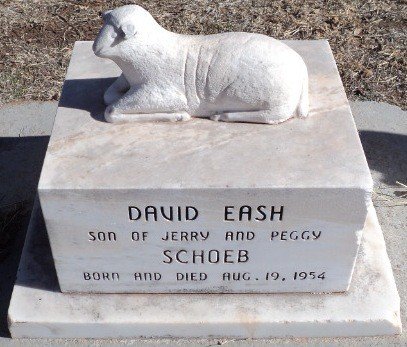 DAVID EASH
SON OF JERRY AND PEGGY
SCHOEB
BORN AND DIED AUG. 19, 1954